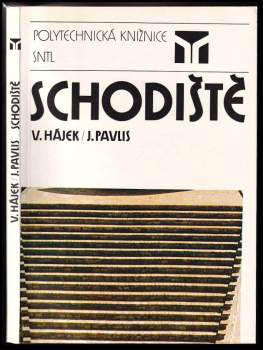 POLYTECHNICKÁ KNIŽNICE
SNTL
SCHODIŠTĚ
V. HÁJEK / J. PAVLIS
V. HÁJEK / J. PAVLIS SCHODIŠTĚ